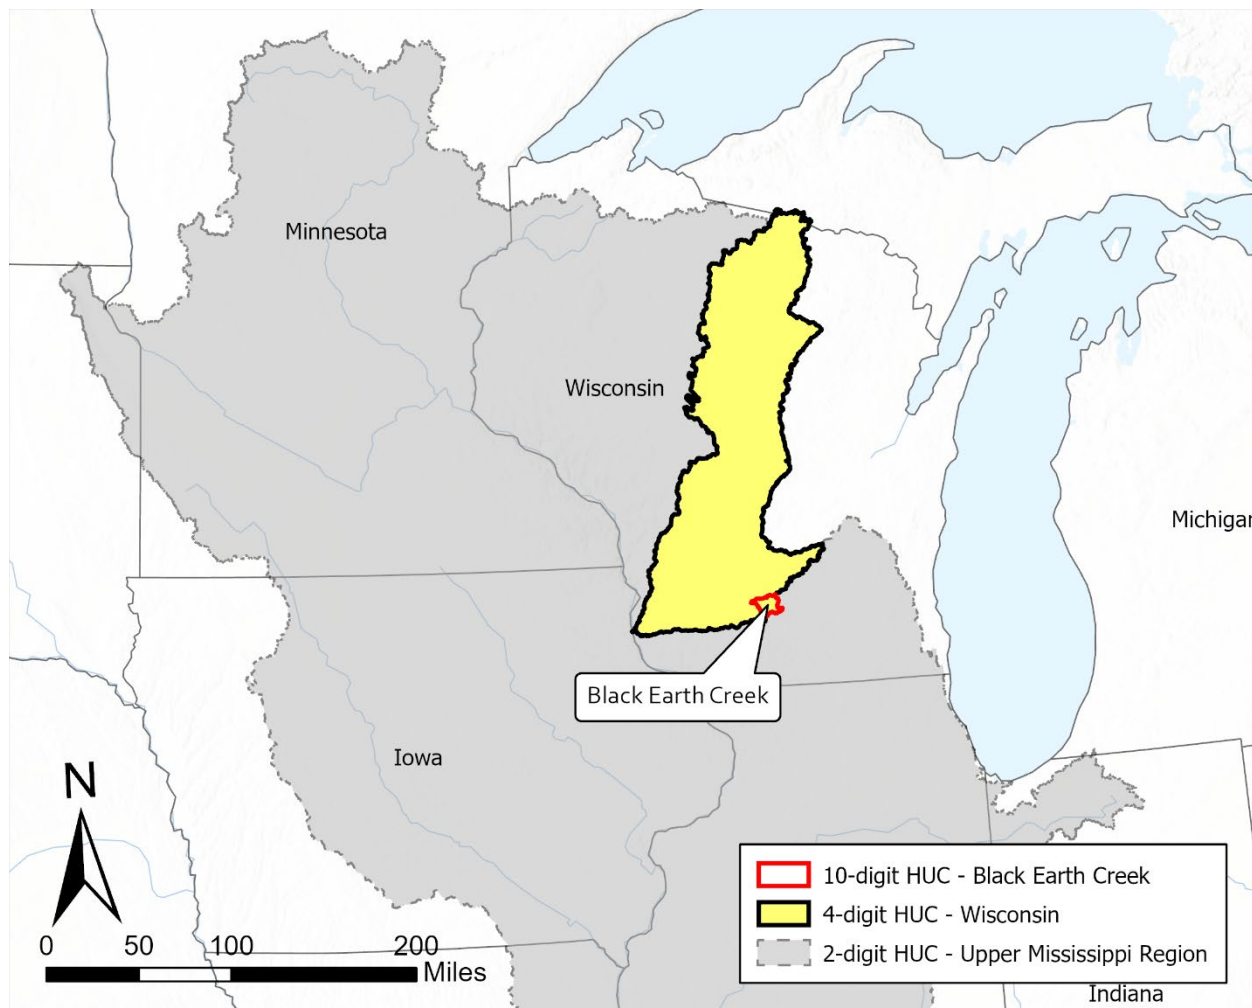 Minnesota
Wisconsin
Michigan
Black Earth Creek
Iowa
N
0 50 100 200
Miles
10-digit HUC - Black Earth Creek
4-digit HUC - Wisconsin
2-digit HUC - Upper Mississippi Region
Indiana